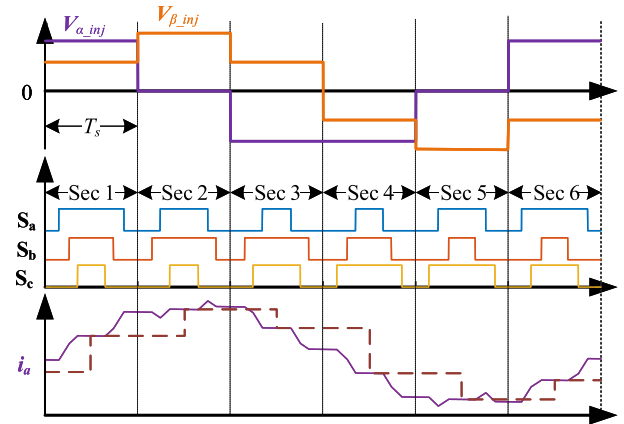 Vα_inj
Vβ_inj
0
Ts
Sec 1
Sec 2
Sec 3
Sec 4
Sec 5
Sec 6
Sa
Sb
Sc
ia